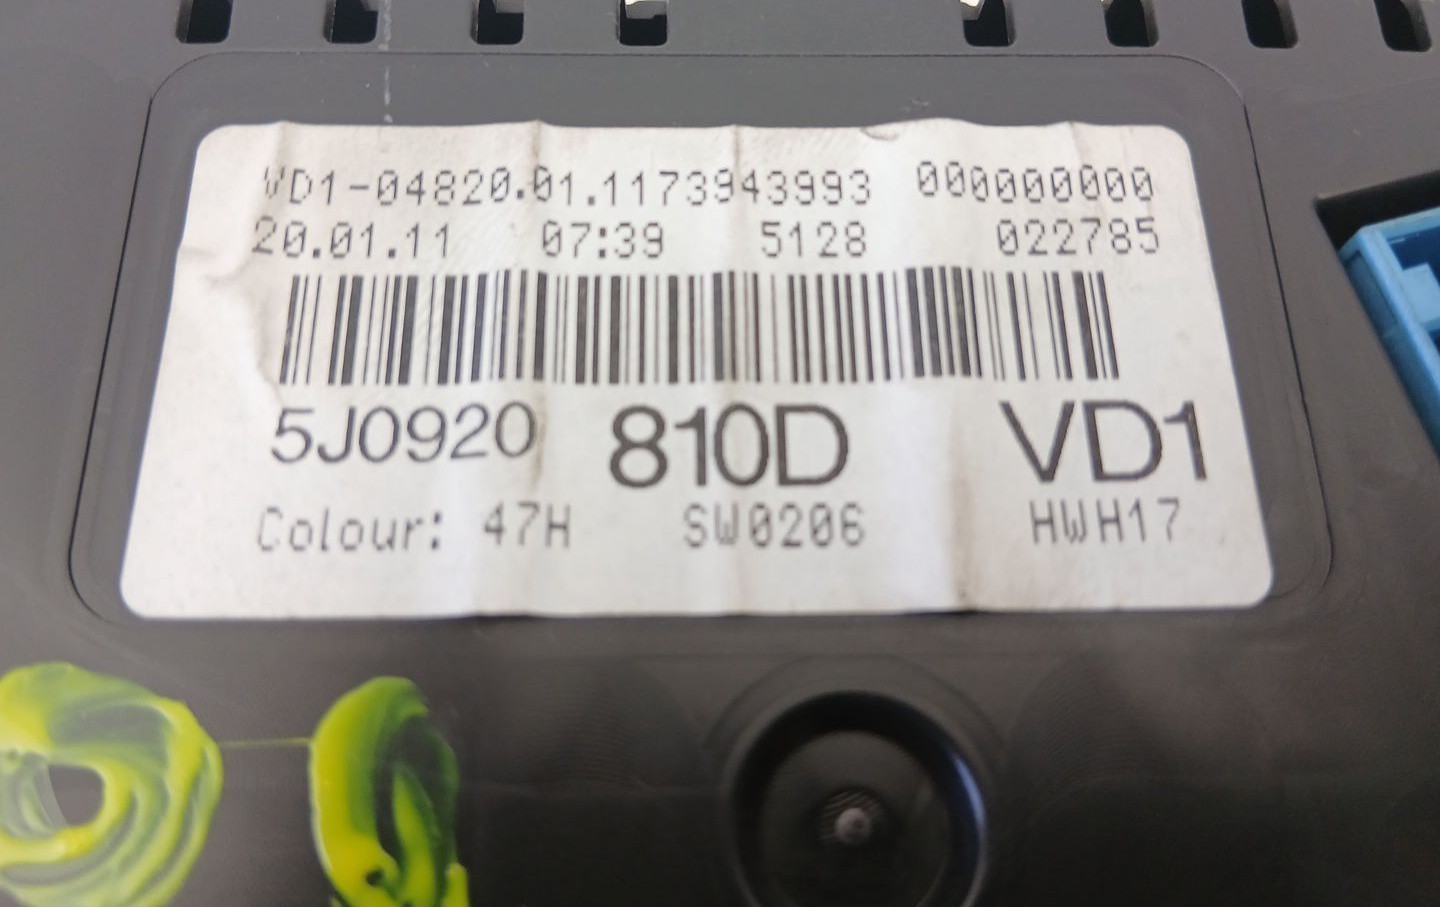 VD1-04820.01.1173943993 000000000
20.01.11 07:39 5128 022785
5J0920 810D VD1
Colour: 47H SW0206 HWH17